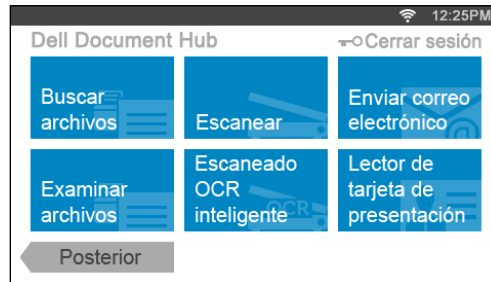 12:25PM
Dell Document Hub
Cerrar sesión
Buscar
archivos
Escanear
Enviar correo
electrónico
Examinar
archivos
Escaneado
OCR
inteligente
OCR
Lector de
tarjeta de
presentación
Posterior